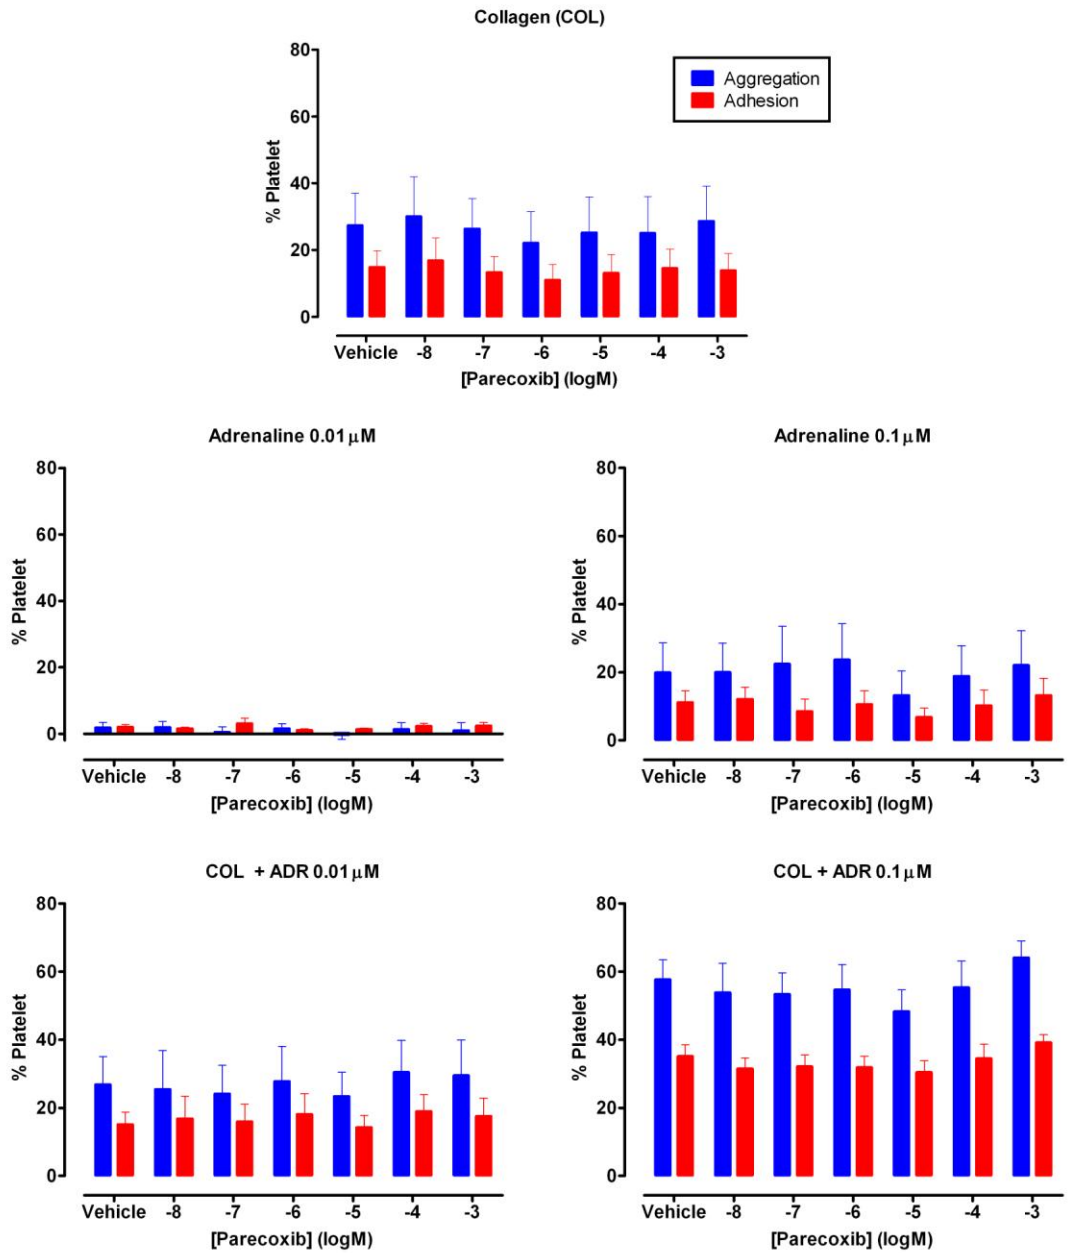 Collagen (COL)
80
60
40
20
0
% Platelet
Aggregation
Adhesion
Vehicle -8 -7 -6 -5 -4 -3
[Parecoxib] (logM)
Adrenaline 0.01 μM
80
60
40
20
0
% Platelet
Vehicle -8 -7 -6 -5 -4 -3
[Parecoxib] (logM)
Adrenaline 0.1 μM
80
60
40
20
0
% Platelet
Vehicle -8 -7 -6 -5 -4 -3
[Parecoxib] (logM)
COL + ADR 0.01 μM
80
60
40
20
0
% Platelet
Vehicle -8 -7 -6 -5 -4 -3
[Parecoxib] (logM)
COL + ADR 0.1 μM
80
60
40
20
0
% Platelet
Vehicle -8 -7 -6 -5 -4 -3
[Parecoxib] (logM)